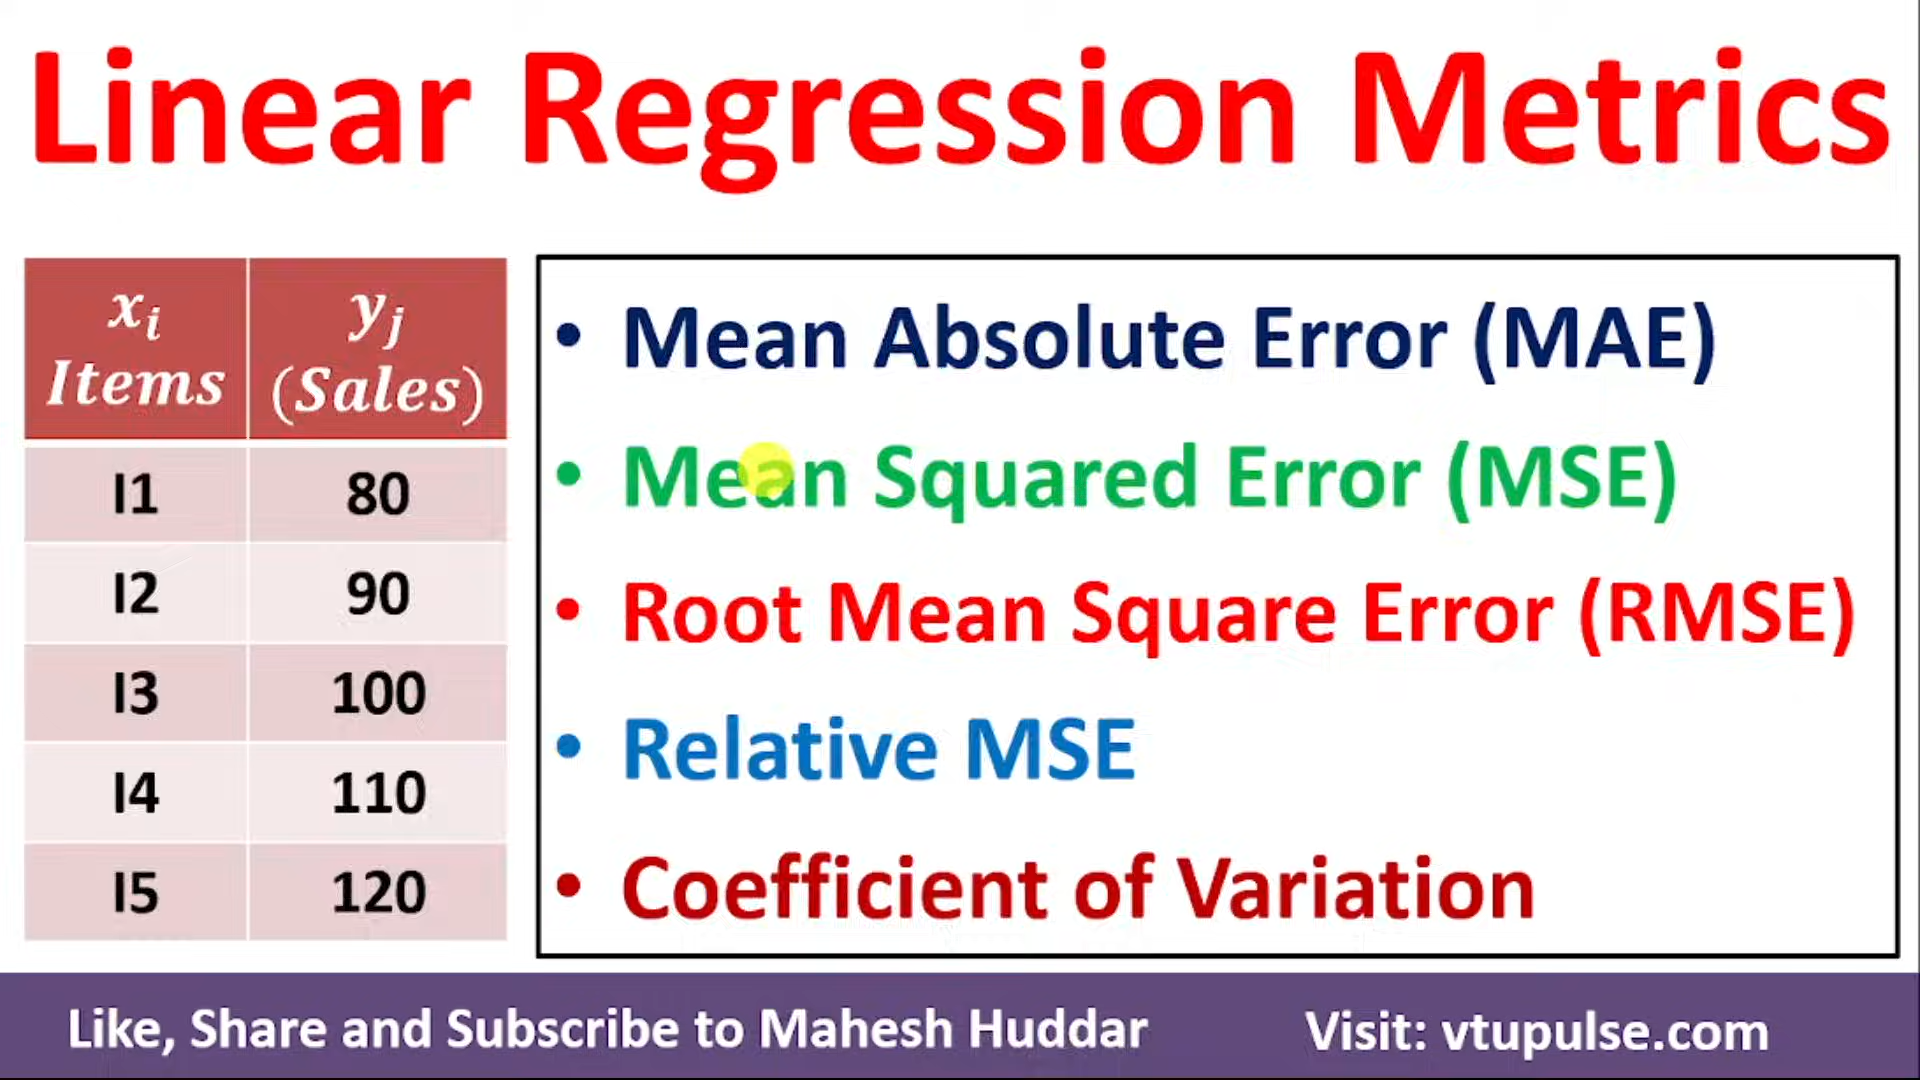 Linear Regression Metrics
xi Items yj (Sales)
I1 80
I2 90
I3 100
I4 110
I5 120
• Mean Absolute Error (MAE)
• Mean Squared Error (MSE)
• Root Mean Square Error (RMSE)
• Relative MSE
• Coefficient of Variation
Like, Share and Subscribe to Mahesh Huddar Visit: vtupulse.com